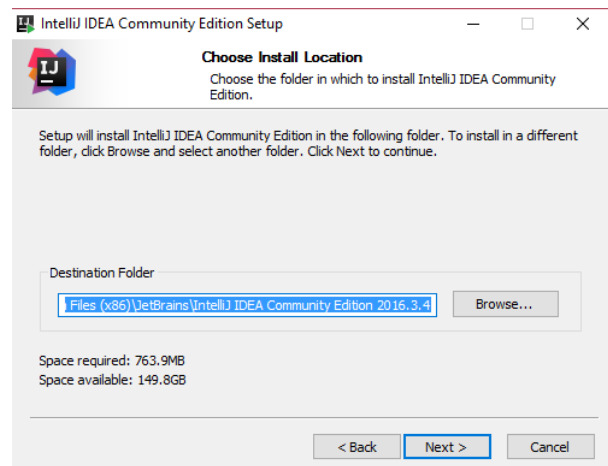 IntelliJ IDEA Community Edition Setup
IJ
Choose Install Location
Choose the folder in which to install IntelliJ IDEA Community
Edition.
Setup will install IntelliJ IDEA Community Edition in the following folder. To install in a different
folder, click Browse and select another folder. Click Next to continue.
Destination Folder
Files (x86)\JetBrains\IntelliJ IDEA Community Edition 2016.3.4
Browse...
Space required: 763.9MB
Space available: 149.8GB
< Back
Next >
Cancel